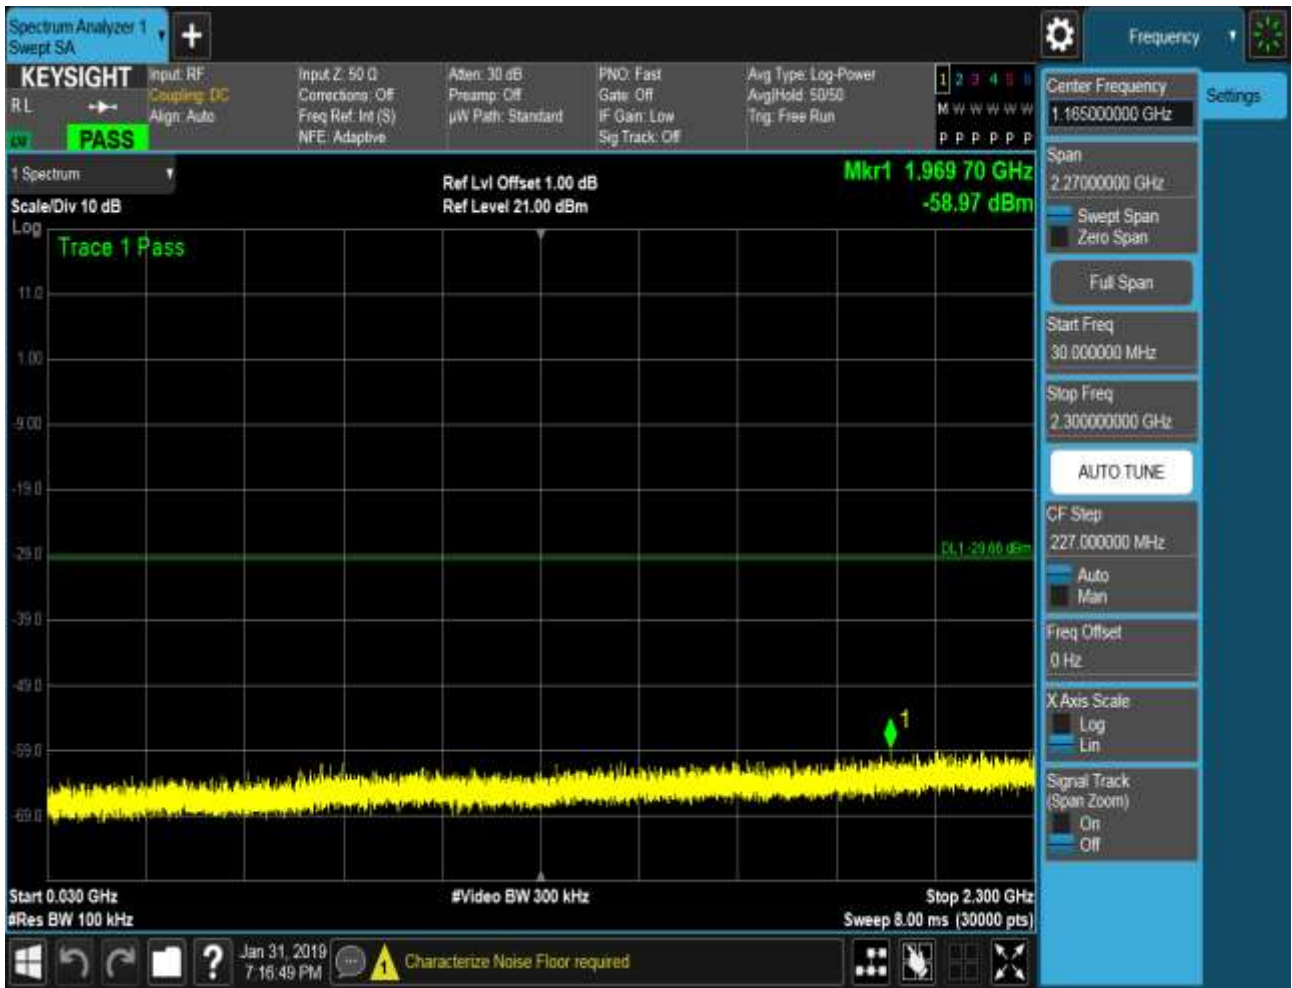 Spectrum Analyzer 1
Swept SA
Frequency
KEYSIGHT
R L
PASS
Input: RF
Coupling: DC
Align: Auto
Input Z: 50 Ω
Corrections: Off
Freq Ref: Int (S)
NFE: Adaptive
Atten: 30 dB
Preamp: Off
µW Path: Standard
PNO: Fast
Gate: Off
IF Gain: Low
Sig Track: Off
Avg Type: Log-Power
Avg|Hold: 50/50
Trig: Free Run
1 2 3 4 5 6
M W W W W W
P P P P P P
1 Spectrum
Scale/Div 10 dB
Ref Lvl Offset 1.00 dB
Ref Level 21.00 dBm
Mkr1 1.969 70 GHz
-58.97 dBm
Log
Trace 1 Pass
11.0
1.00
-9.00
-19.0
-29.0
DL1 -29.66 dBm
-39.0
-49.0
1
-59.0
-69.0
Start 0.030 GHz
#Video BW 300 kHz
Stop 2.300 GHz
#Res BW 100 kHz
Sweep 8.00 ms (30000 pts)
Jan 31, 2019
7:16:49 PM
Characterize Noise Floor required
Center Frequency
1.165000000 GHz
Settings
Span
2.27000000 GHz
Swept Span
Zero Span
Full Span
Start Freq
30.000000 MHz
Stop Freq
2.300000000 GHz
AUTO TUNE
CF Step
227.000000 MHz
Auto
Man
Freq Offset
0 Hz
X Axis Scale
Log
Lin
Signal Track
(Span Zoom)
On
Off